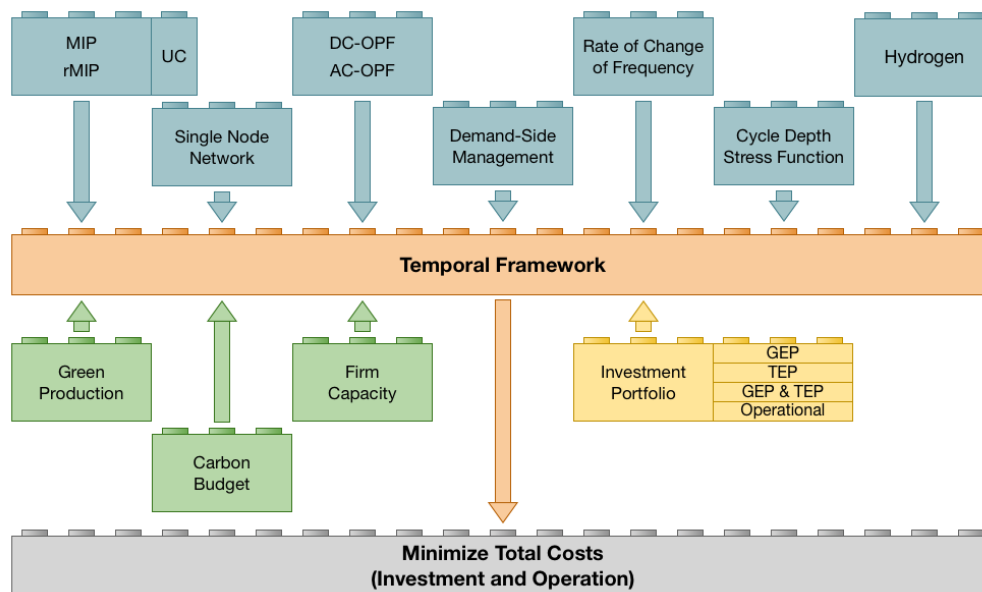 MIP
rMIP
UC
DC-OPF
AC-OPF
Rate of Change
of Frequency
Hydrogen
Single Node
Network
Demand-Side
Management
Cycle Depth
Stress Function
Temporal Framework
Green
Production
Firm
Capacity
Investment
Portfolio
GEP
TEP
GEP & TEP
Operational
Carbon
Budget
Minimize Total Costs
(Investment and Operation)